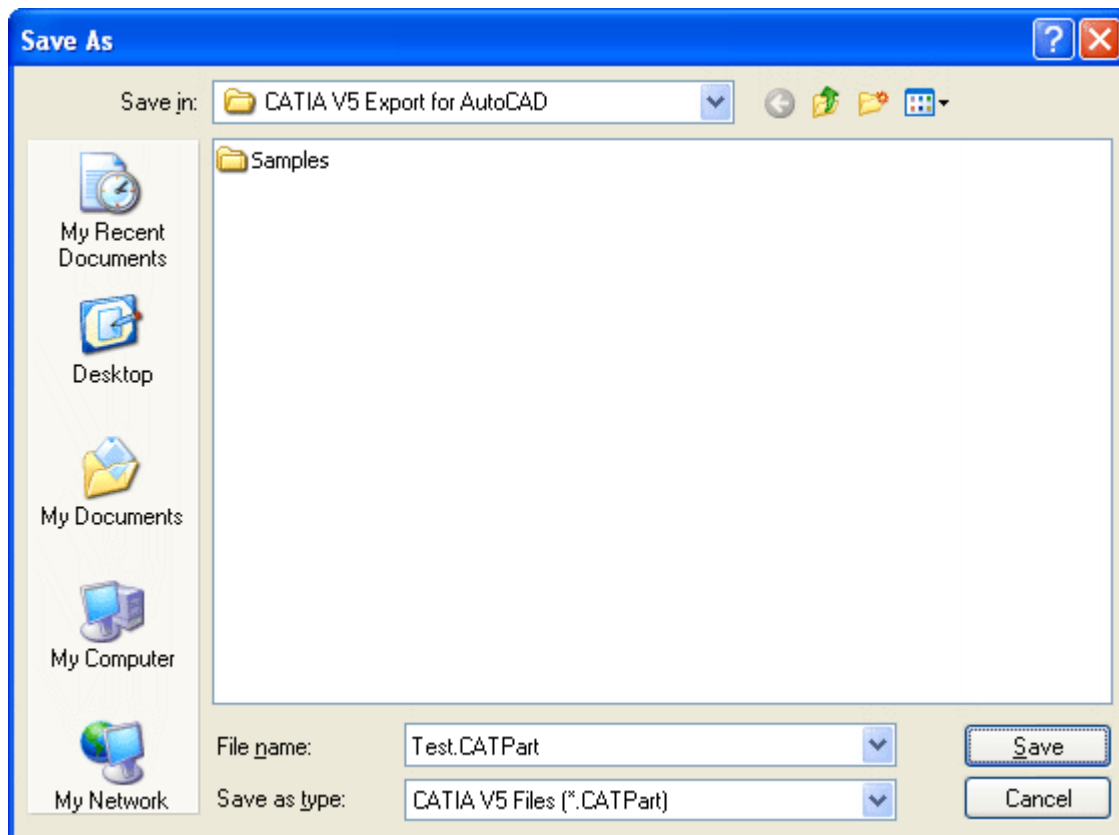 Save As
Save in: CATIA V5 Export for AutoCAD
Samples
My Recent
Documents
Desktop
My Documents
My Computer
My Network
File name: Test.CATPart Save
Save as type: CATIA V5 Files (*.CATPart) Cancel